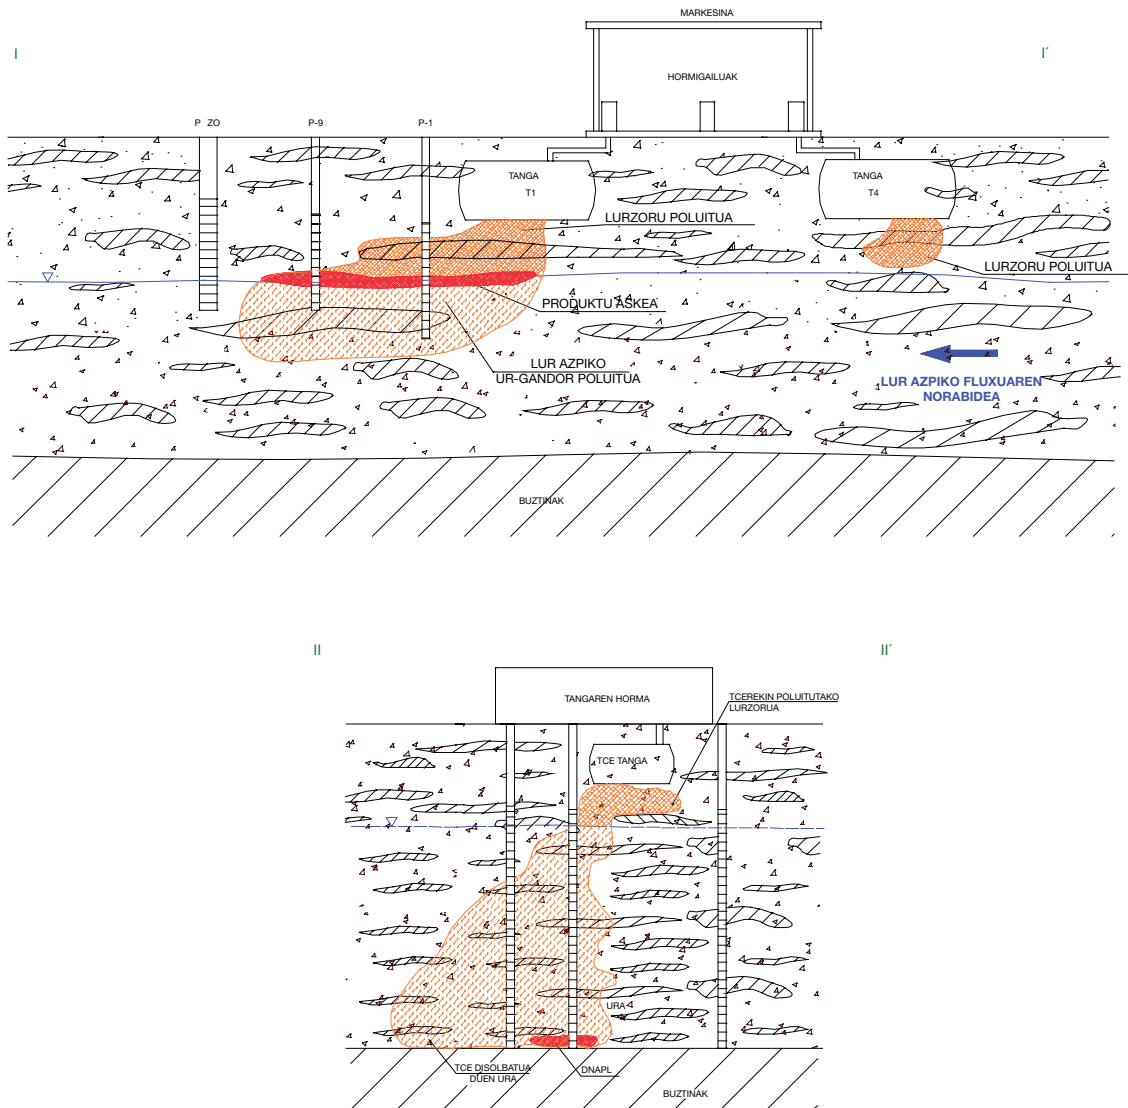 MARKESINA
I
I´
HORMIGAILUAK
P ZO
P-9
P-1
TANGA
T1
TANGA
T4
LURZORU POLUITUA
LURZORU POLUITUA
PRODUKTU ASKEA
LUR AZPIKO
UR-GANDOR POLUITUA
LUR AZPIKO FLUXUAREN
NORABIDEA
BUZTINAK
II
II´
TANGAREN HORMA
TCEREKIN POLUITUTAKO
LURZORUA
TCE TANGA
URA
TCE DISOLBATUA
DUEN URA
DNAPL
BUZTINAK